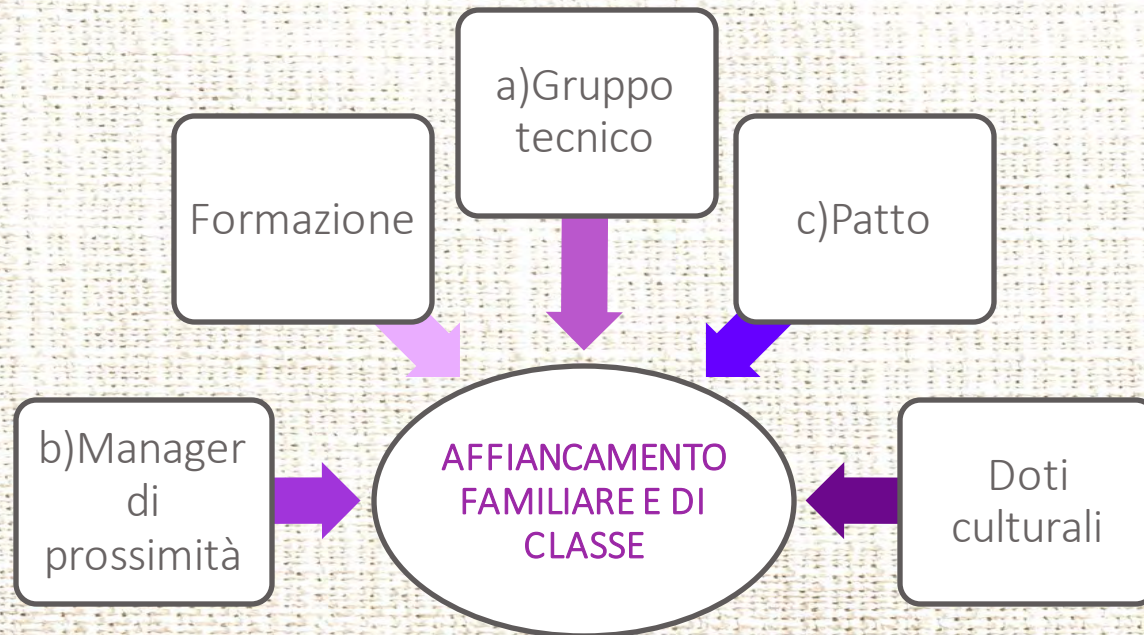 a)Gruppo
tecnico
Formazione
c)Patto
b)Manager
di
prossimità
AFFIANCAMENTO
FAMILIARE E DI
CLASSE
Doti
culturali